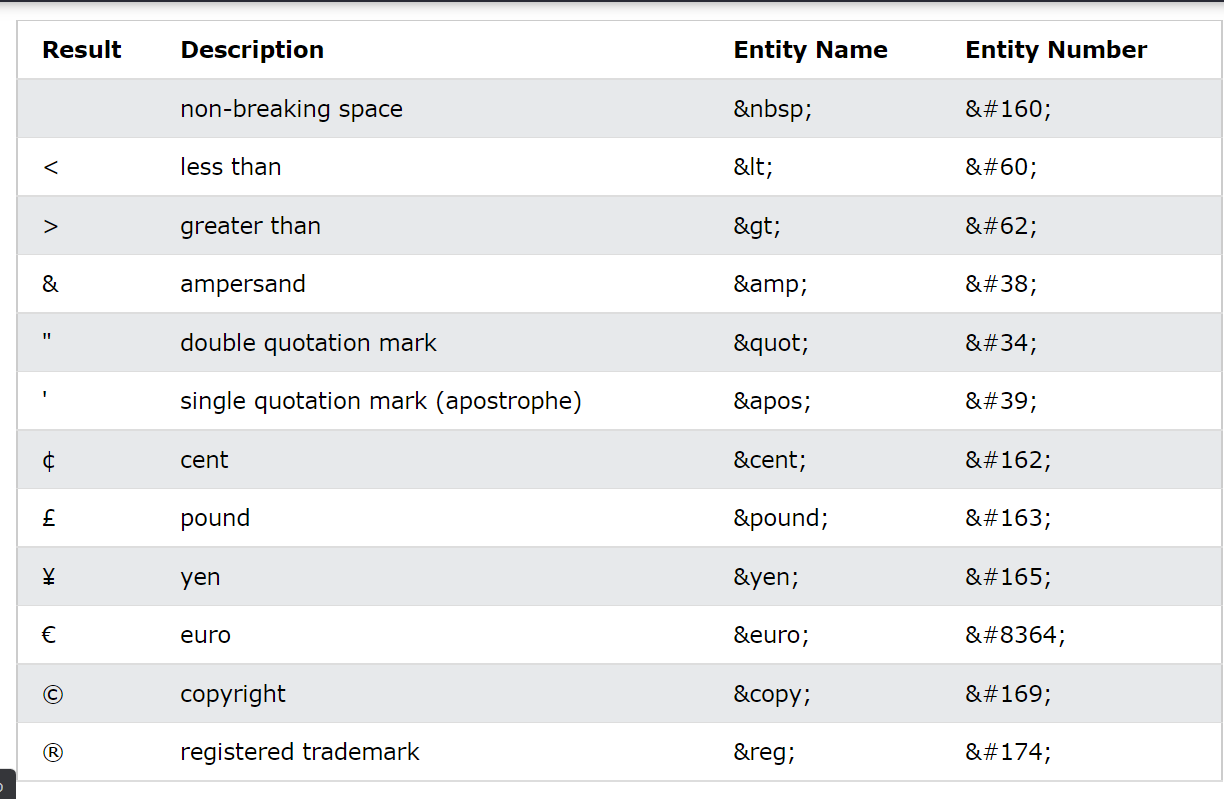 Result Description Entity Name Entity Number
non-breaking space &nbsp; &#160;
< less than &lt; &#60;
> greater than &gt; &#62;
& ampersand &amp; &#38;
" double quotation mark &quot; &#34;
' single quotation mark (apostrophe) &apos; &#39;
¢ cent &cent; &#162;
£ pound &pound; &#163;
¥ yen &yen; &#165;
€ euro &euro; &#8364;
© copyright &copy; &#169;
® registered trademark &reg; &#174;